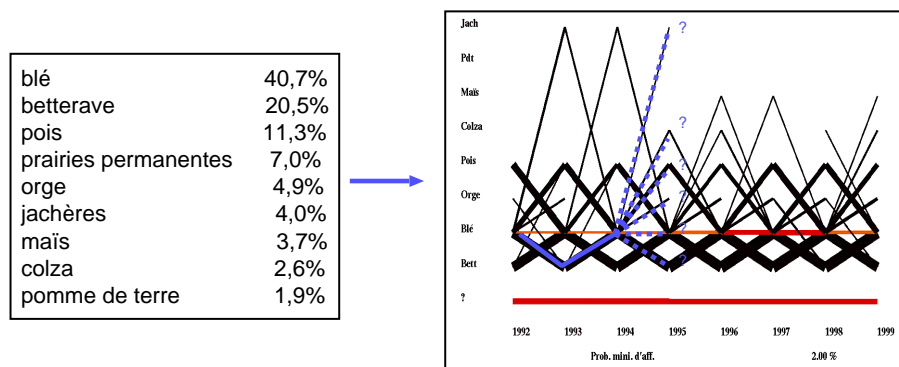 blé 40,7%
betterave 20,5%
pois 11,3%
prairies permanentes 7,0%
orge 4,9%
jachères 4,0%
maïs 3,7%
colza 2,6%
pomme de terre 1,9%
Jach
Pdt
Maïs
Colza
Pois
Orge
Blé
Bett
?
?
?
?
?
?
?
1992 1993 1994 1995 1996 1997 1998 1999
Prob. mini. d'aff. 2.00 %